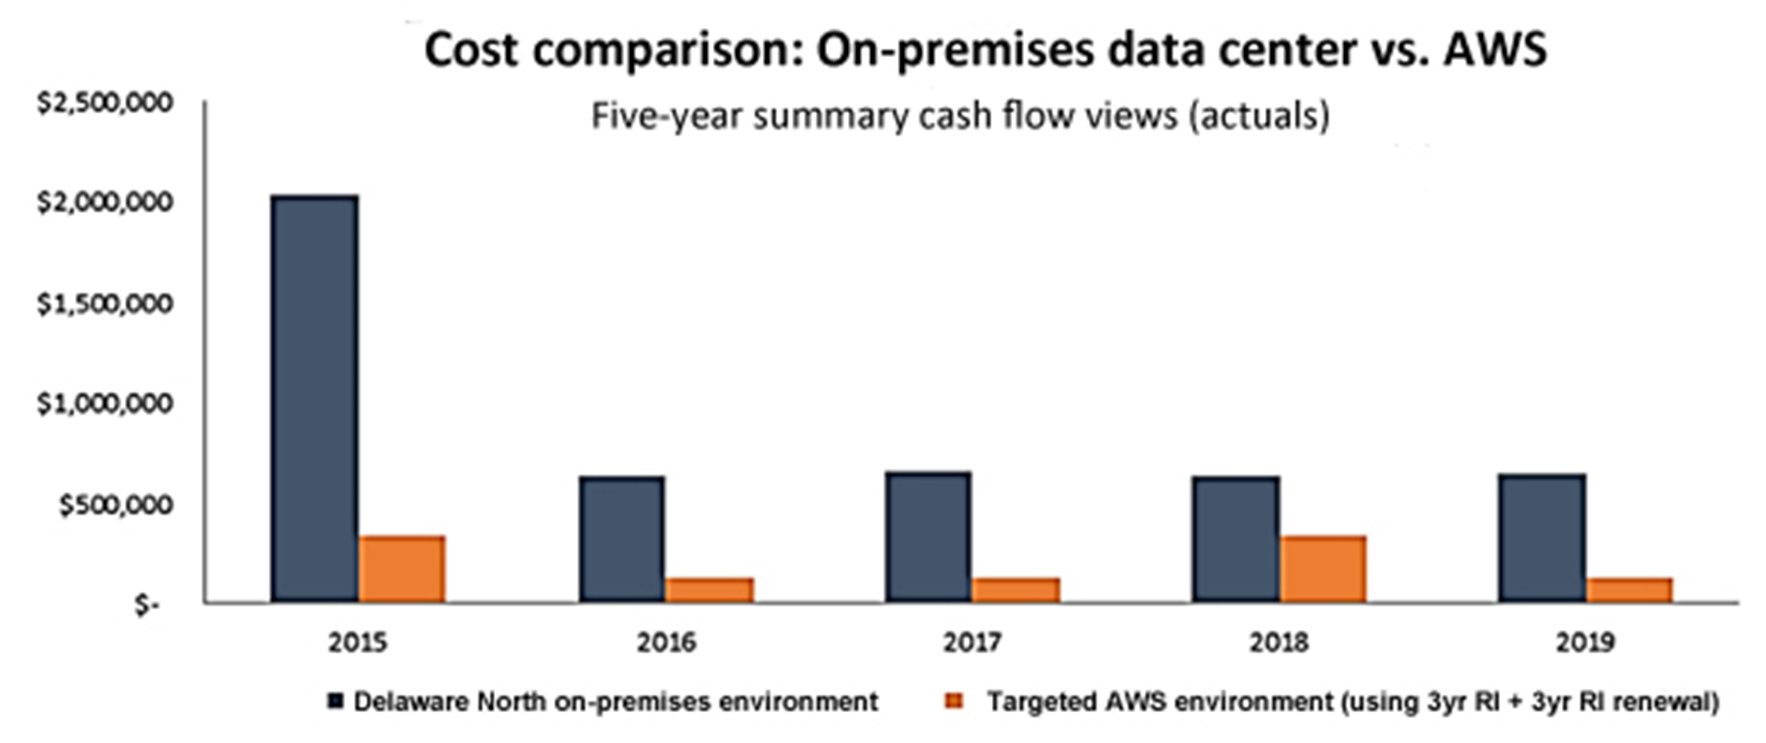 Cost comparison: On-premises data center vs. AWS
Five-year summary cash flow views (actuals)
$2,500,000
$2,000,000
$1,500,000
$1,000,000
$500,000
$-
2015 2016 2017 2018 2019
Delaware North on-premises environment Targeted AWS environment (using 3yr RI + 3yr RI renewal)